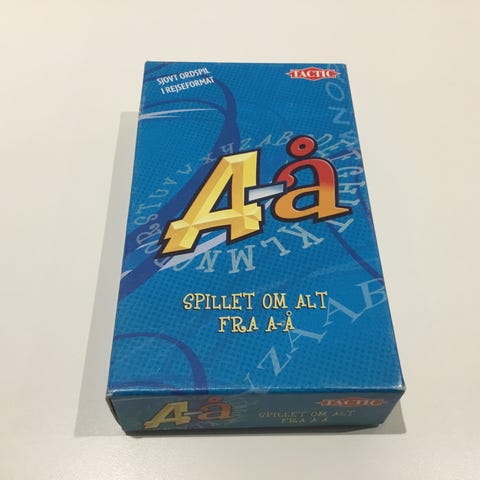 SJOVT ORDSPIL
I REJSEFORMAT
TACTIC
A-å
SPILLET OM ALT
FRA A-Å
A-å
TACTIC
SPILLET OM ALT
FRA A-Å